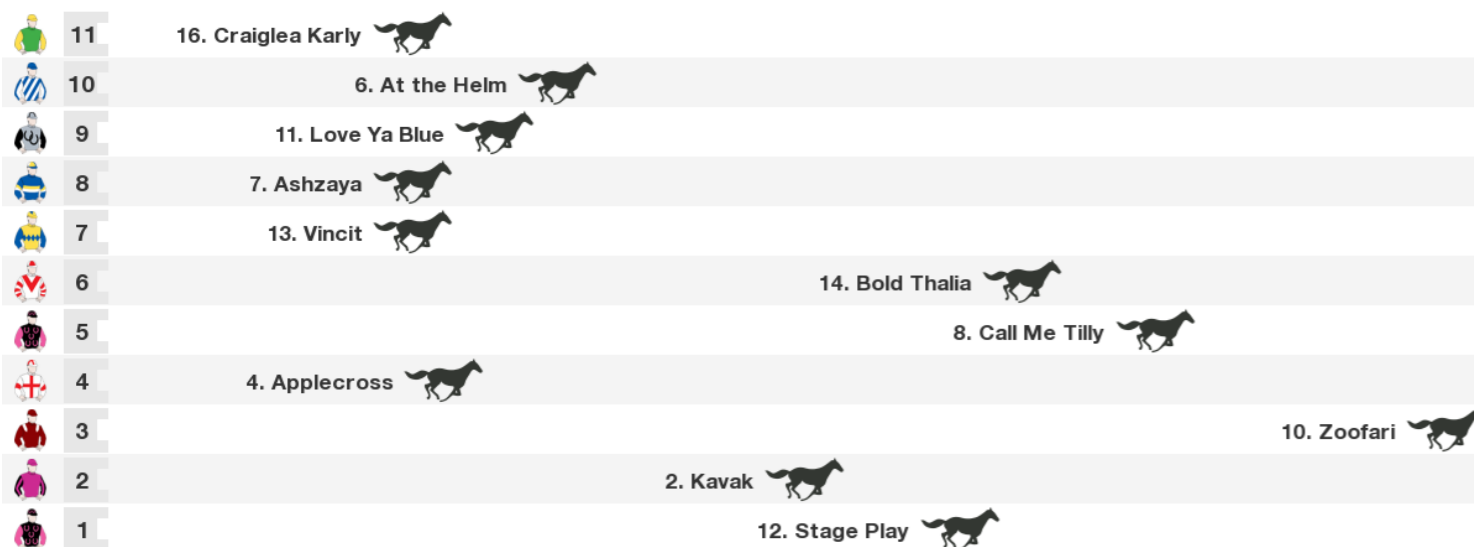 11 16. Craiglea Karly
10 6. At the Helm
9 11. Love Ya Blue
8 7. Ashzaya
7 13. Vincit
6 14. Bold Thalia
5 8. Call Me Tilly
4 4. Applecross
3 10. Zoofari
2 2. Kavak
1 12. Stage Play